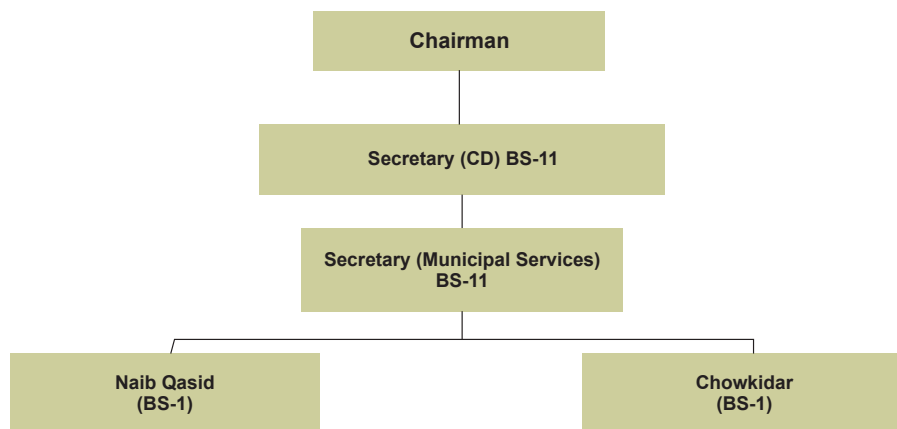 Chairman
Secretary (CD) BS-11
Secretary (Municipal Services)
BS-11
Naib Qasid
(BS-1)
Chowkidar
(BS-1)